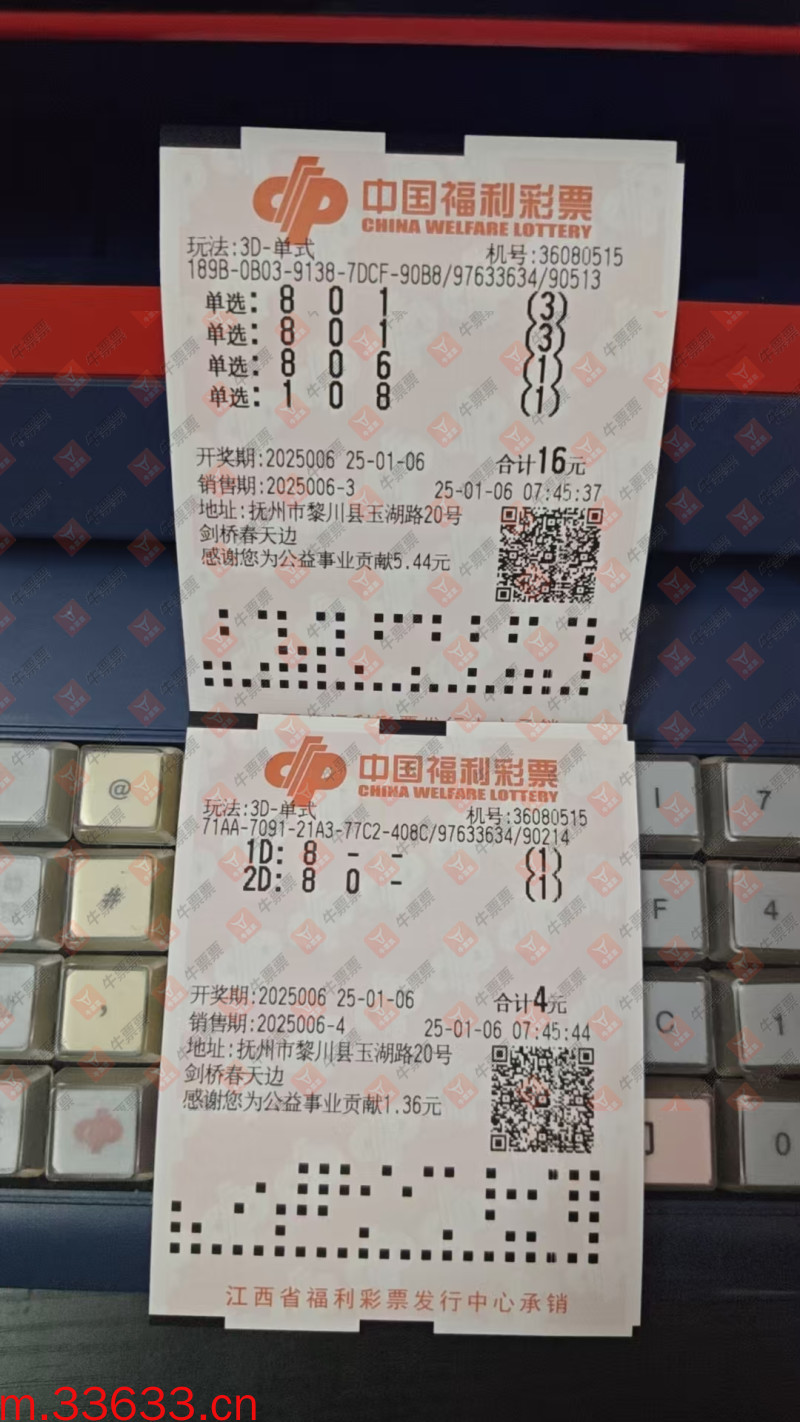 中国福利彩票
CHINA WELFARE LOTTERY
玩法:3D-单式 机号:36080515
189B-0B03-9138-7DCF-90B8/97633634/90513
单选: 8 0 1 (3)
单选: 8 0 1 (3)
单选: 8 0 6 (1)
单选: 1 0 8 (1)
开奖期:2025006 25-01-06 合计16元
销售期:2025006-3 25-01-06 07:45:37
地址:抚州市黎川县玉湖路20号
剑桥春天边
感谢您为公益事业贡献5.44元
中国福利彩票
CHINA WELFARE LOTTERY
玩法:3D-单式 机号:36080515
71AA-7091-21A3-77C2-408C/97633634/90214
1D: 8 - - (1)
2D: 8 0 - (1)
开奖期:2025006 25-01-06 合计4元
销售期:2025006-4 25-01-06 07:45:44
地址:抚州市黎川县玉湖路20号
剑桥春天边
感谢您为公益事业贡献1.36元
江西省福利彩票发行中心承销
@
#
,
I
7
F
4
C
1
0
牛票票
m.33633.cn